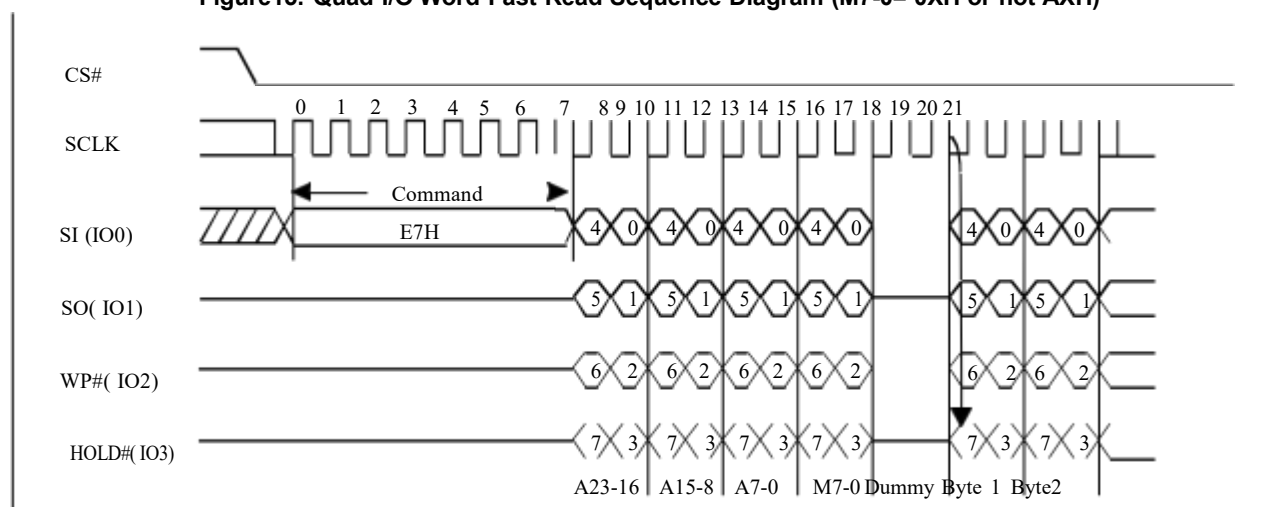 Figure13. Quad I/O Word Fast Read Sequence Diagram (M7-0= 0XH or not AXH)
CS#
0 1 2 3 4 5 6 7 8 9 10 11 12 13 14 15 16 17 18 19 20 21
SCLK
Command
SI (IO0) E7H 4 0 4 0 4 0 4 0 4 0 4 0
SO( IO1) 5 1 5 1 5 1 5 1 5 1 5 1
WP#( IO2) 6 2 6 2 6 2 6 2 6 2 6 2
HOLD#( IO3) 7 3 7 3 7 3 7 3 7 3 7 3
A23-16 A15-8 A7-0 M7-0 Dummy Byte 1 Byte2